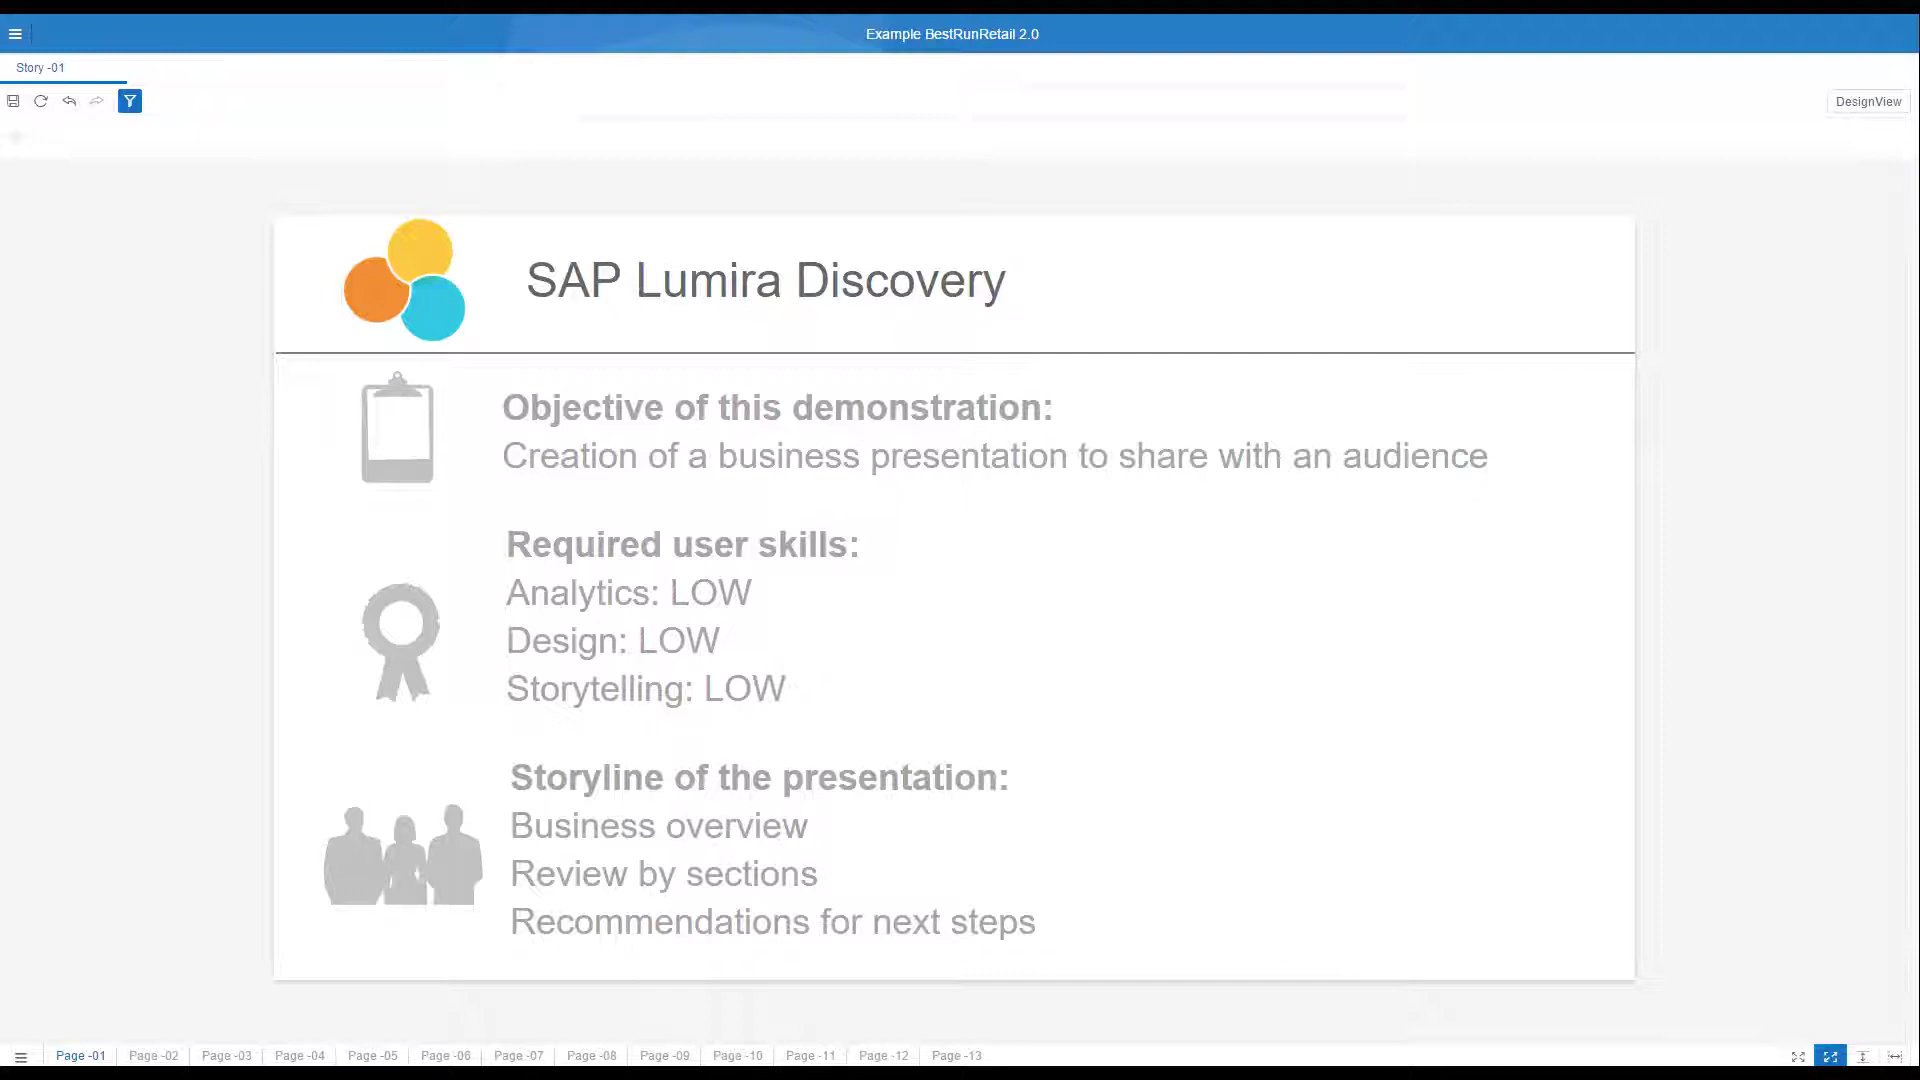 Example BestRunRetail 2.0
Story -01
DesignView
SAP Lumira Discovery
Objective of this demonstration:
Creation of a business presentation to share with an audience
Required user skills:
Analytics: LOW
Design: LOW
Storytelling: LOW
Storyline of the presentation:
Business overview
Review by sections
Recommendations for next steps
Page -01 Page -02 Page -03 Page -04 Page -05 Page -06 Page -07 Page -08 Page -09 Page -10 Page -11 Page -12 Page -13